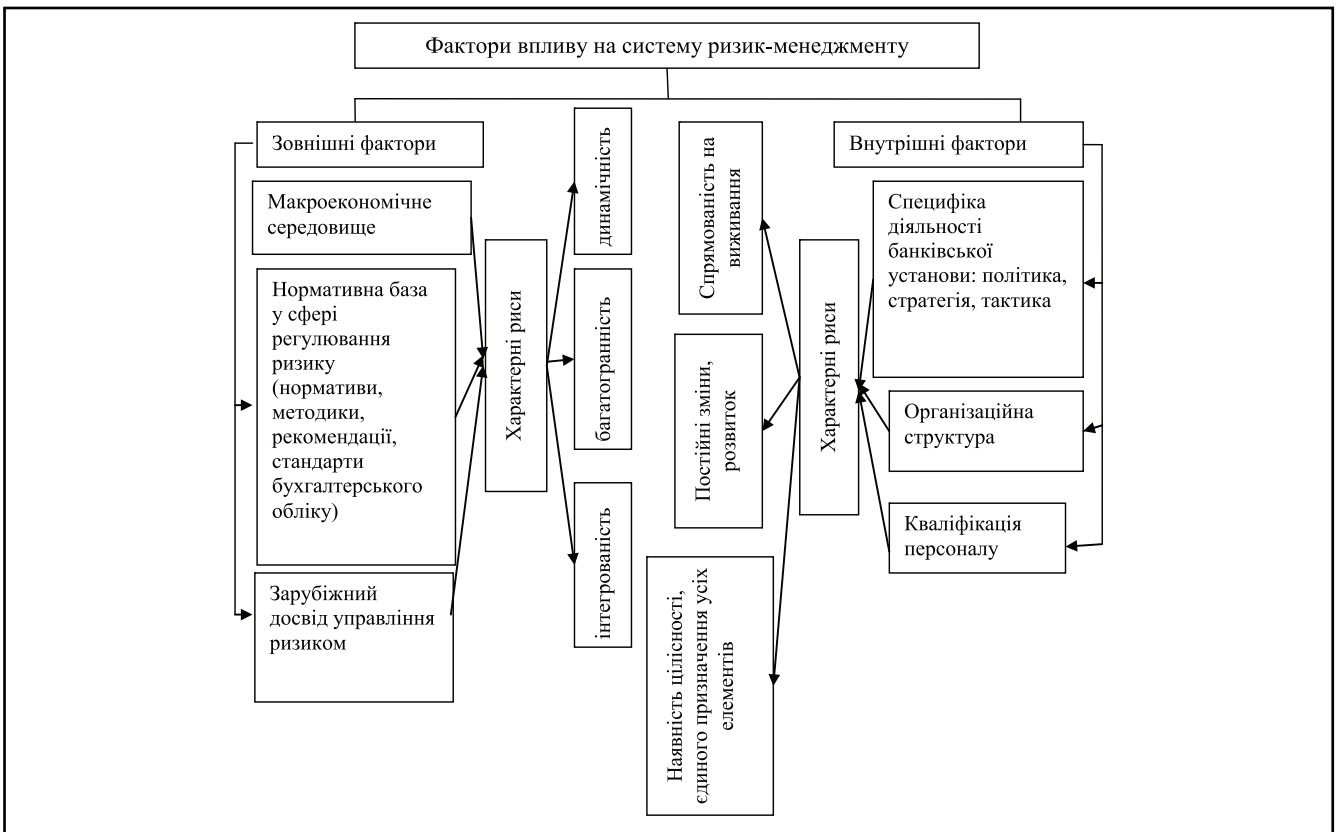 Фактори впливу на систему ризик-менеджменту
Зовнішні фактори
Макроекономічне
середовище
Нормативна база
у сфері
регулювання
ризику
(нормативи,
методики,
рекомендації,
стандарти
бухгалтерського
обліку)
Зарубіжний
досвід управління
ризиком
Характерні риси
динамічність
багатогранність
інтегрованість
Спрямованість на
виживання
Постійні зміни,
розвиток
Наявність цілісності,
єдиного призначення усіх
елементів
Характерні риси
Внутрішні фактори
Специфіка
діяльності
банківської
установи: політика,
стратегія, тактика
Організаційна
структура
Кваліфікація
персоналу